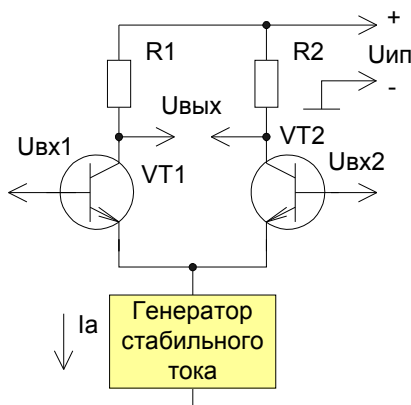 +
R1
R2
Uип
-
Uвых
VT2
Uвх1
VT1
Uвх2
Iа
Генератор
стабильного
тока